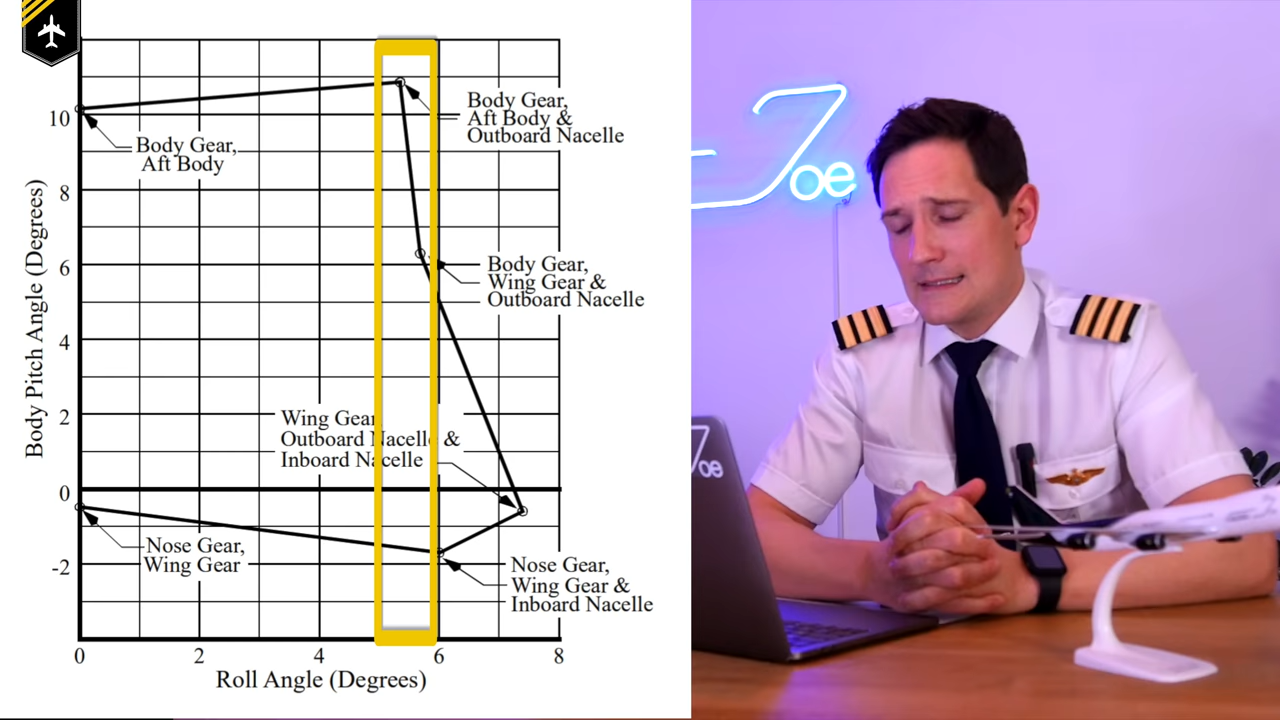 Body Pitch Angle (Degrees)
10
8
6
4
2
0
-2
Body Gear,
Aft Body
Body Gear,
Aft Body &
Outboard Nacelle
Body Gear,
Wing Gear &
Outboard Nacelle
Wing Gear
Outboard Nacelle &
Inboard Nacelle
Nose Gear,
Wing Gear
Nose Gear,
Wing Gear &
Inboard Nacelle
0 2 4 6 8
Roll Angle (Degrees)
Joe
Joe